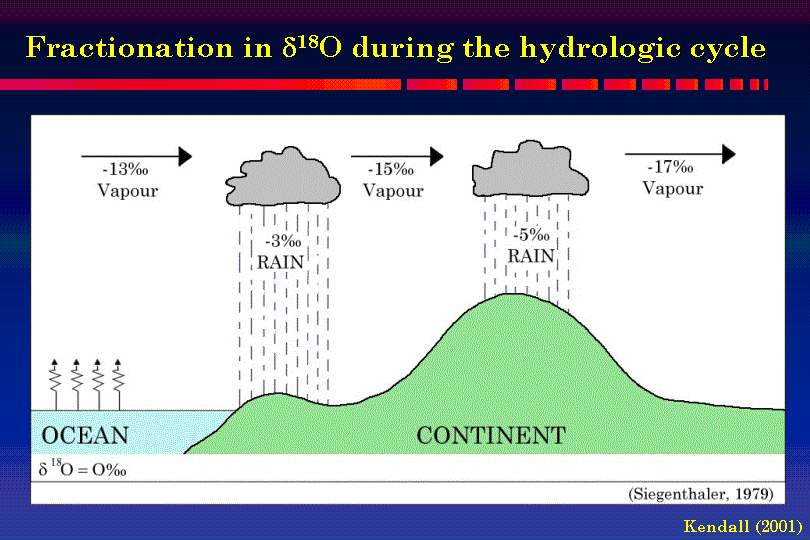 Fractionation in δ¹⁸O during the hydrologic cycle
-13‰
Vapour
-15‰
Vapour
-17‰
Vapour
-3‰
RAIN
-5‰
RAIN
OCEAN
CONTINENT
δ ¹⁸O = O‰
(Siegenthaler, 1979)
Kendall (2001)